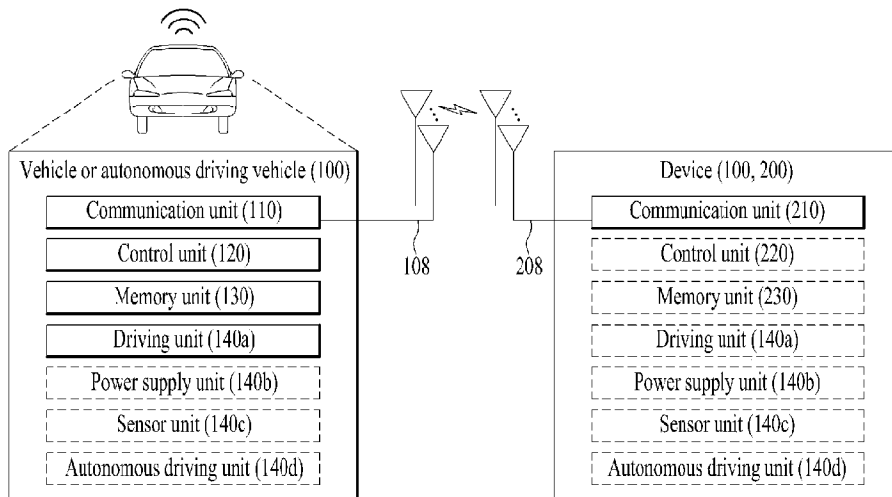 Vehicle or autonomous driving vehicle (100)
Communication unit (110)
Control unit (120)
Memory unit (130)
Driving unit (140a)
Power supply unit (140b)
Sensor unit (140c)
Autonomous driving unit (140d)
108
208
Device (100, 200)
Communication unit (210)
Control unit (220)
Memory unit (230)
Driving unit (140a)
Power supply unit (140b)
Sensor unit (140c)
Autonomous driving unit (140d)